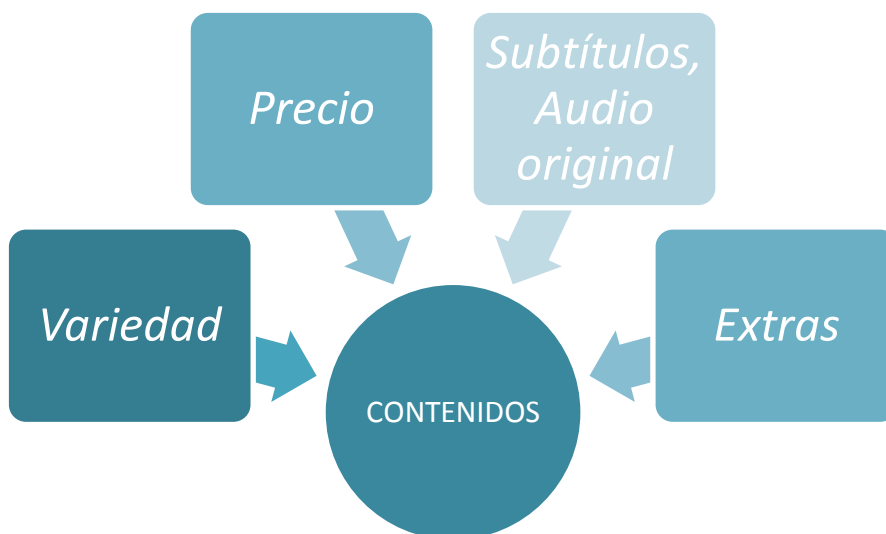 Precio
Subtítulos,
Audio
original
Variedad
Extras
CONTENIDOS